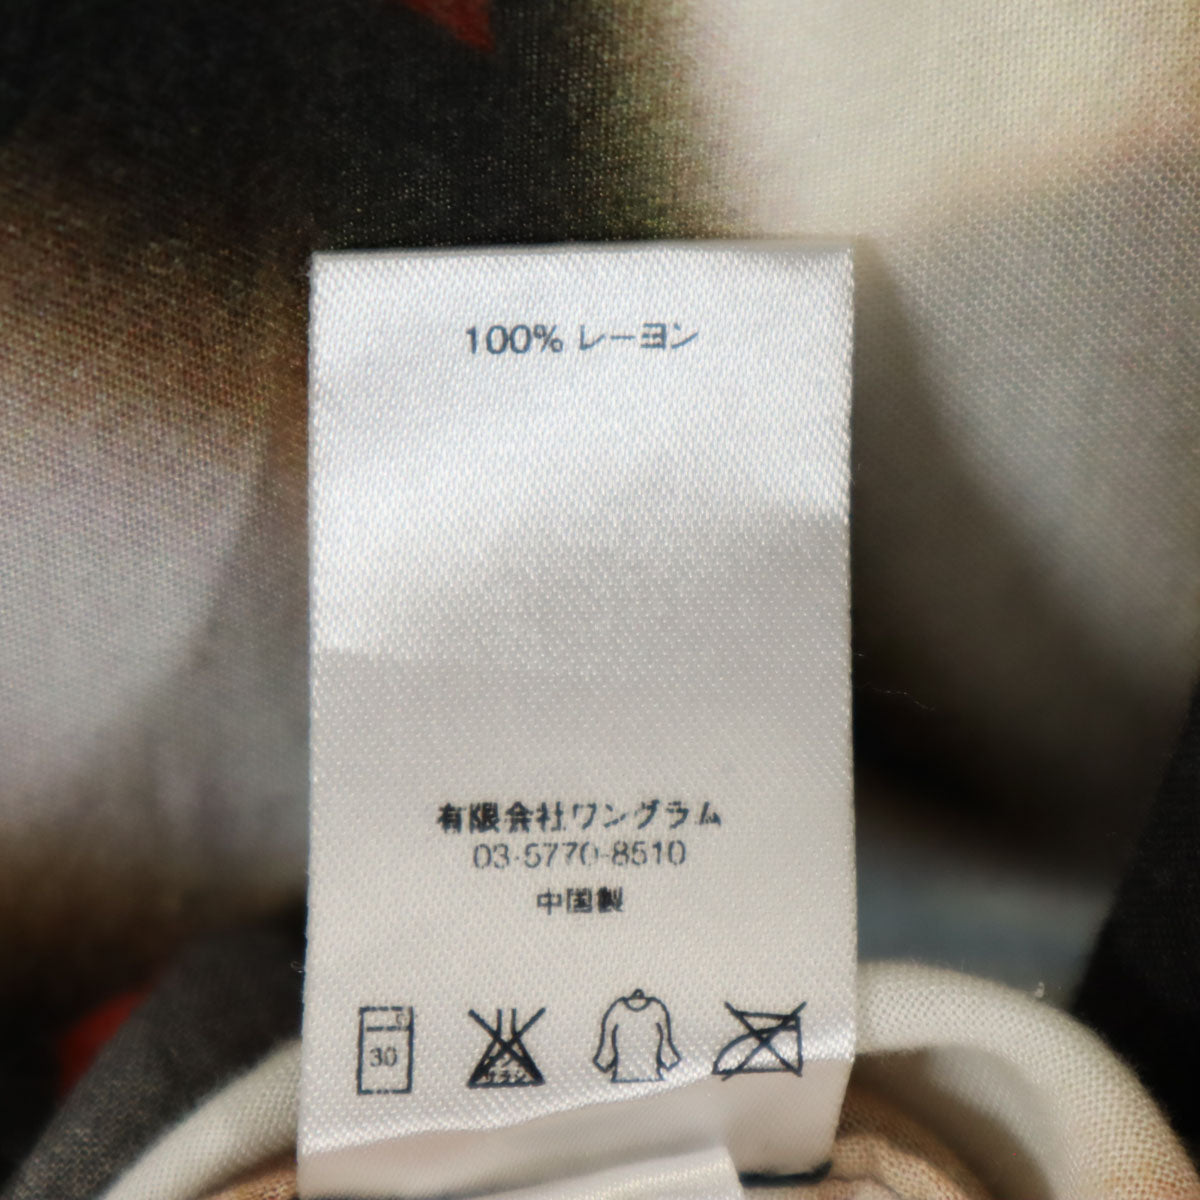 100% レーヨン
有限会社ワングラム
03-5770-8510
中国製
30